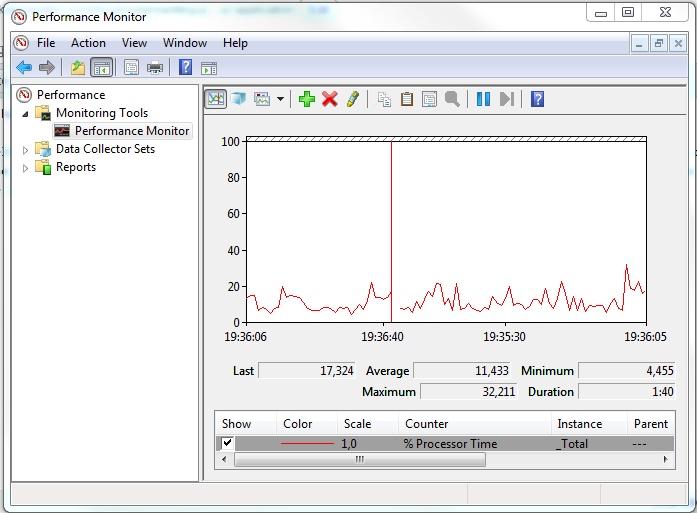 Performance Monitor
File Action View Window Help
Performance
Monitoring Tools
Performance Monitor
Data Collector Sets
Reports
100
80
60
40
20
0
19:36:06 19:36:40 19:35:30 19:36:05
Last 17,324 Average 11,433 Minimum 4,455
Maximum 32,211 Duration 1:40
Show Color Scale Counter Instance Parent
1,0 % Processor Time _Total ---